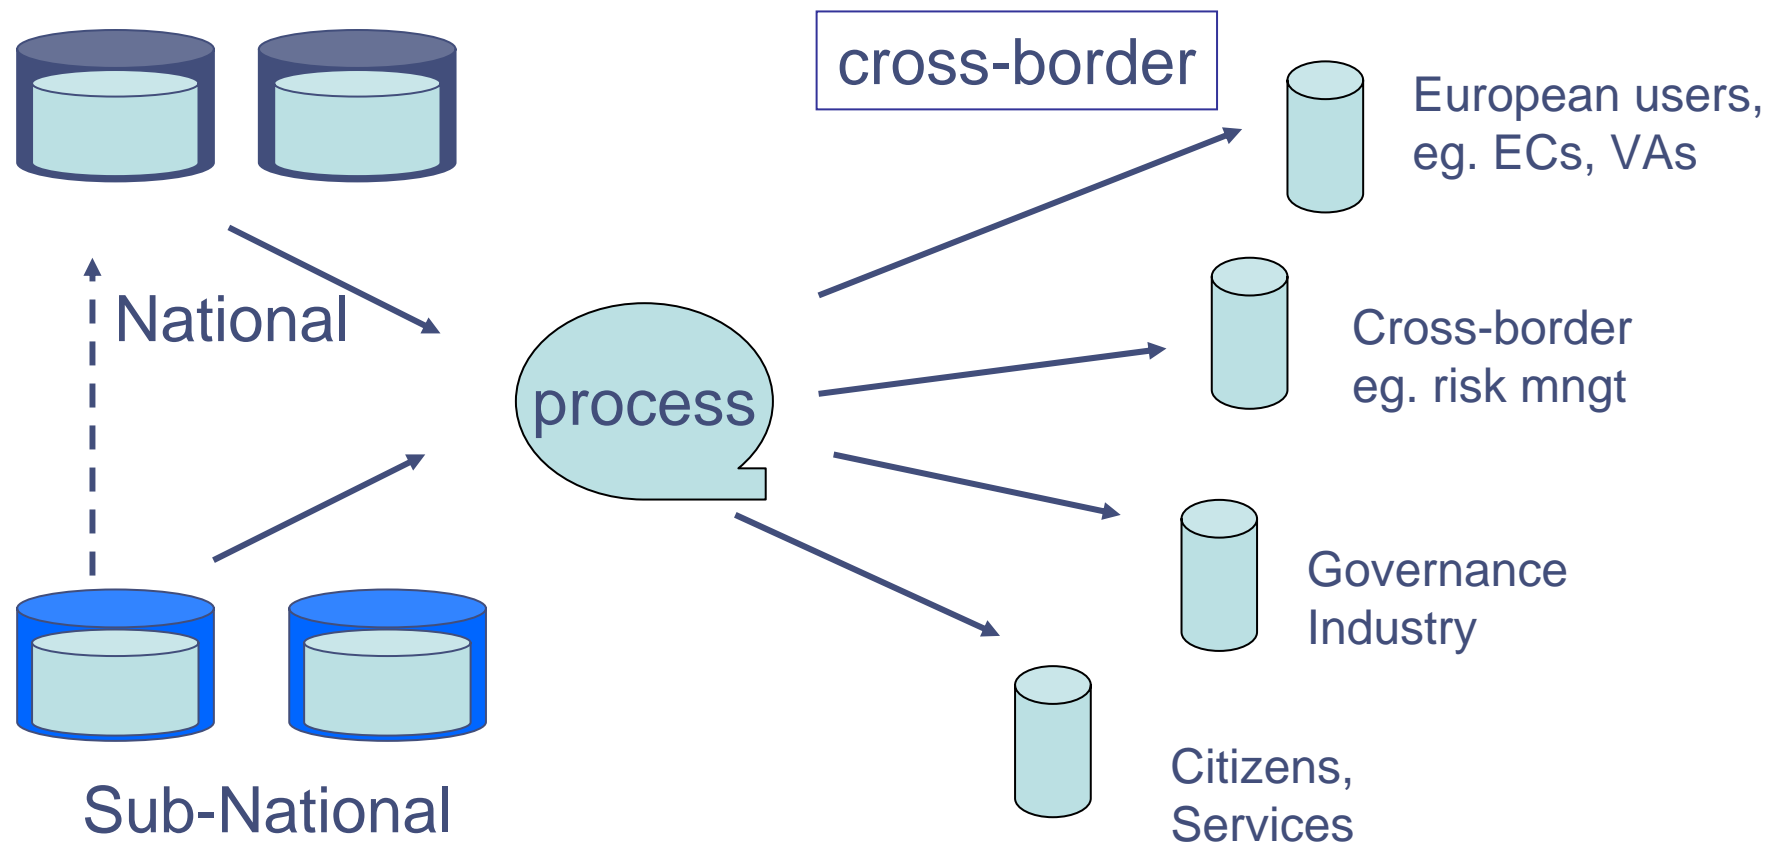 cross-border
European users,
eg. ECs, VAs
National
Cross-border
eg. risk mngt
process
Governance
Industry
Citizens,
Services
Sub-National